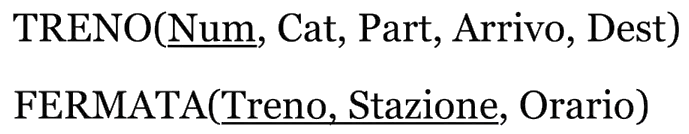 TRENO(Num, Cat, Part, Arrivo, Dest)
FERMATA(Treno, Stazione, Orario)